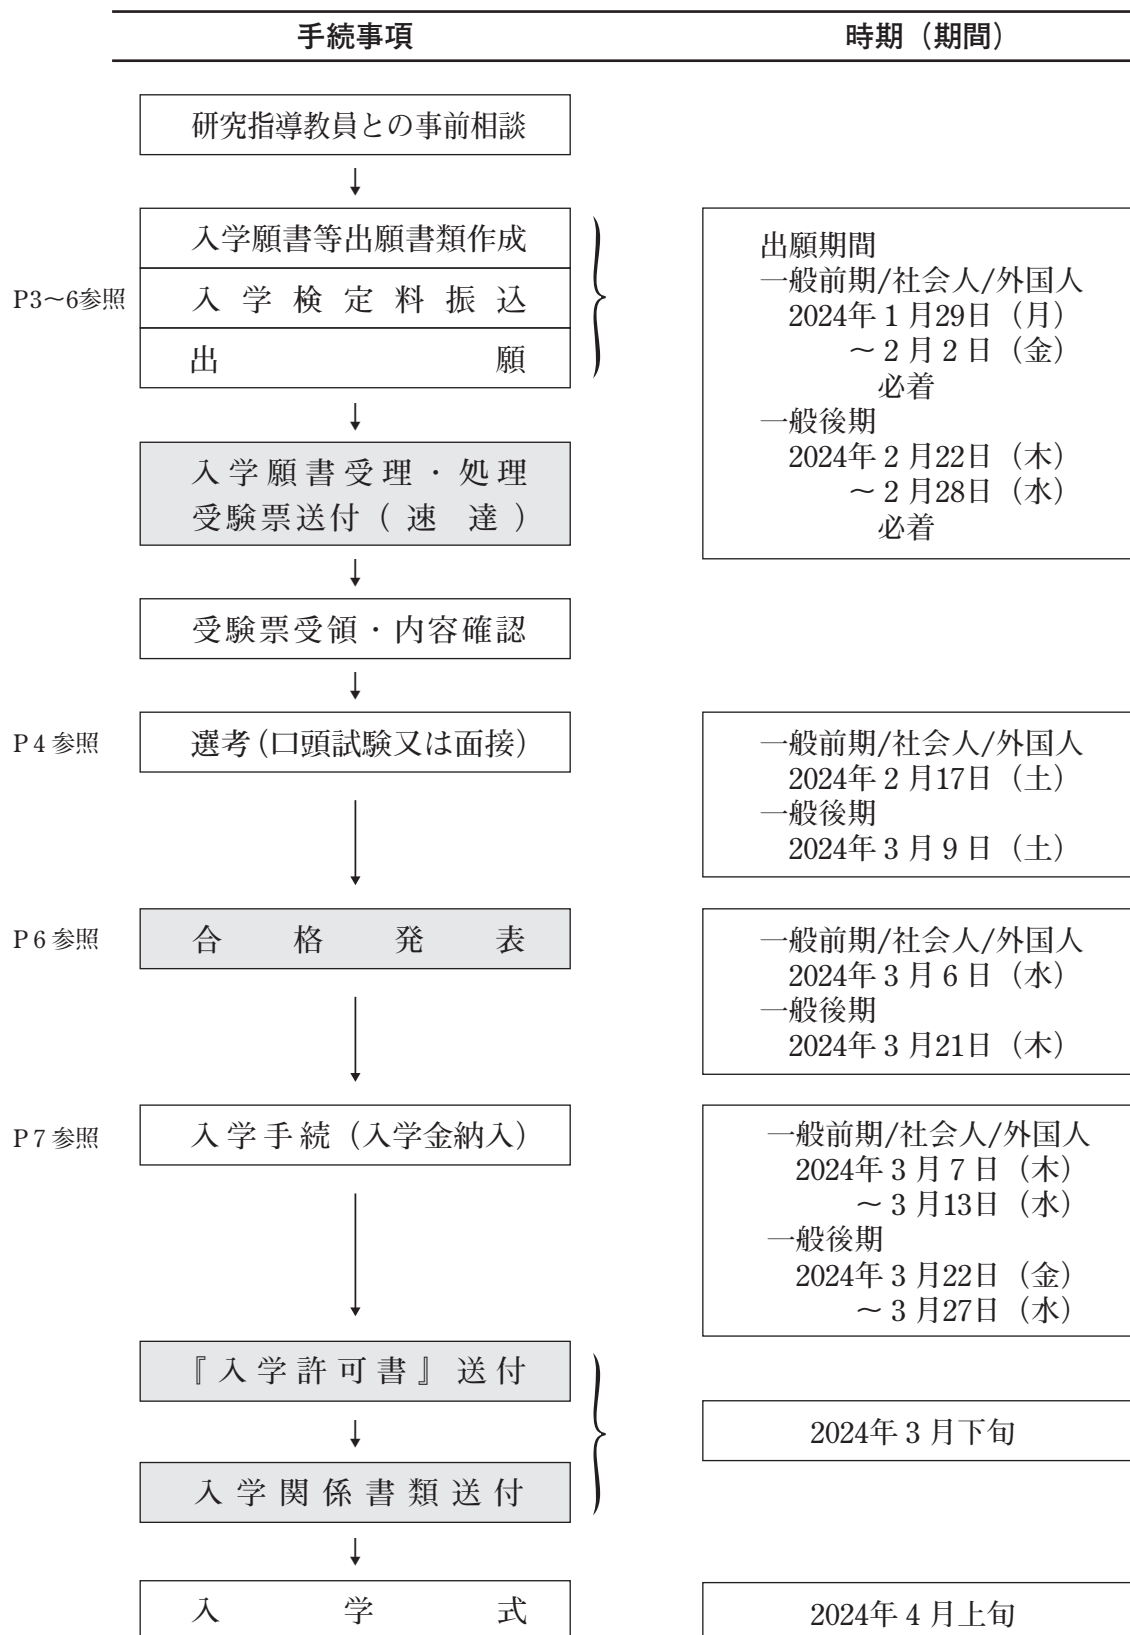 手続事項
時期（期間）
研究指導教員との事前相談
P3～6参照
入学願書等出願書類作成
入学検定料振込
出願
出願期間
一般前期/社会人/外国人
2024年1月29日（月）
～2月2日（金）
必着
一般後期
2024年2月22日（木）
～2月28日（水）
必着
入学願書受理・処理
受験票送付（速達）
受験票受領・内容確認
P4参照
選考（口頭試験又は面接）
一般前期/社会人/外国人
2024年2月17日（土）
一般後期
2024年3月9日（土）
P6参照
合格発表
一般前期/社会人/外国人
2024年3月6日（水）
一般後期
2024年3月21日（木）
P7参照
入学手続（入学金納入）
一般前期/社会人/外国人
2024年3月7日（木）
～3月13日（水）
一般後期
2024年3月22日（金）
～3月27日（水）
『入学許可書』送付
入学関係書類送付
2024年3月下旬
入学式
2024年4月上旬